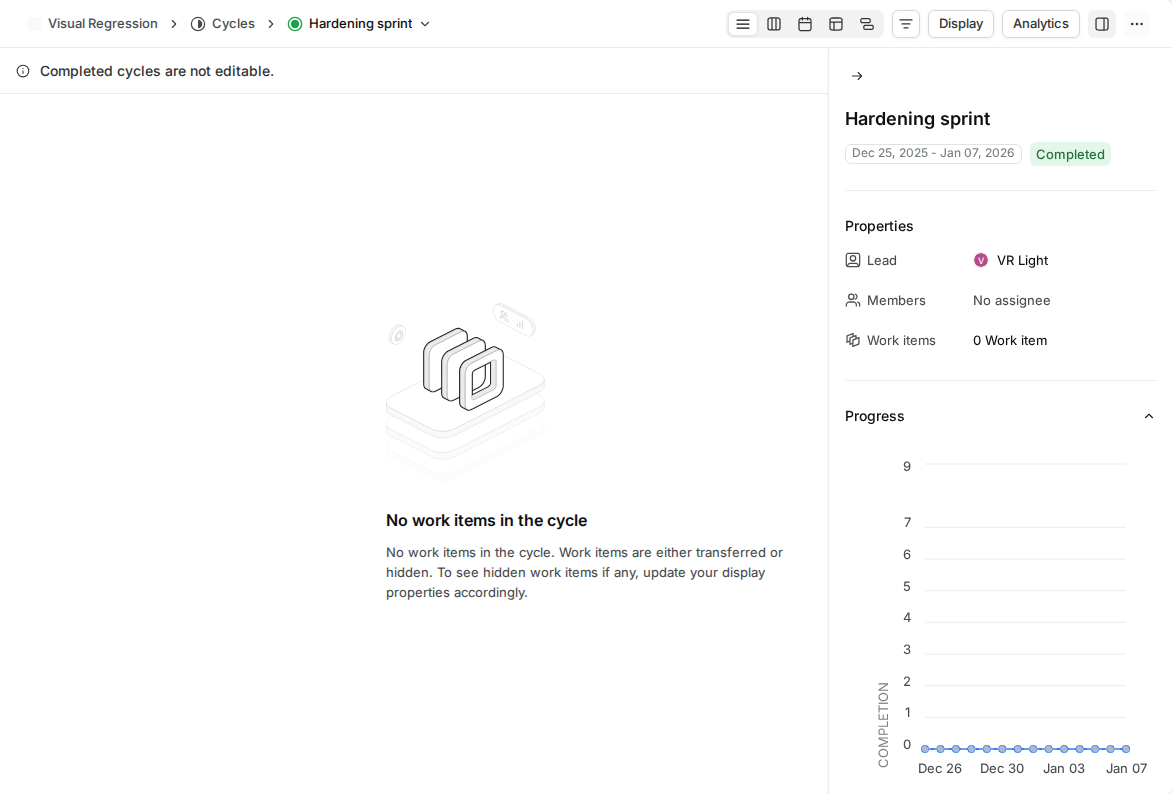 Visual Regression
Cycles
Hardening sprint
Display
Analytics
Completed cycles are not editable.
No work items in the cycle
No work items in the cycle. Work items are either transferred or
hidden. To see hidden work items if any, update your display
properties accordingly.
Hardening sprint
Dec 25, 2025 - Jan 07, 2026
Completed
Properties
Lead
V
VR Light
Members
No assignee
Work items
0 Work item
Progress
9
7
6
5
4
3
2
1
0
COMPLETION
Dec 26
Dec 30
Jan 03
Jan 07